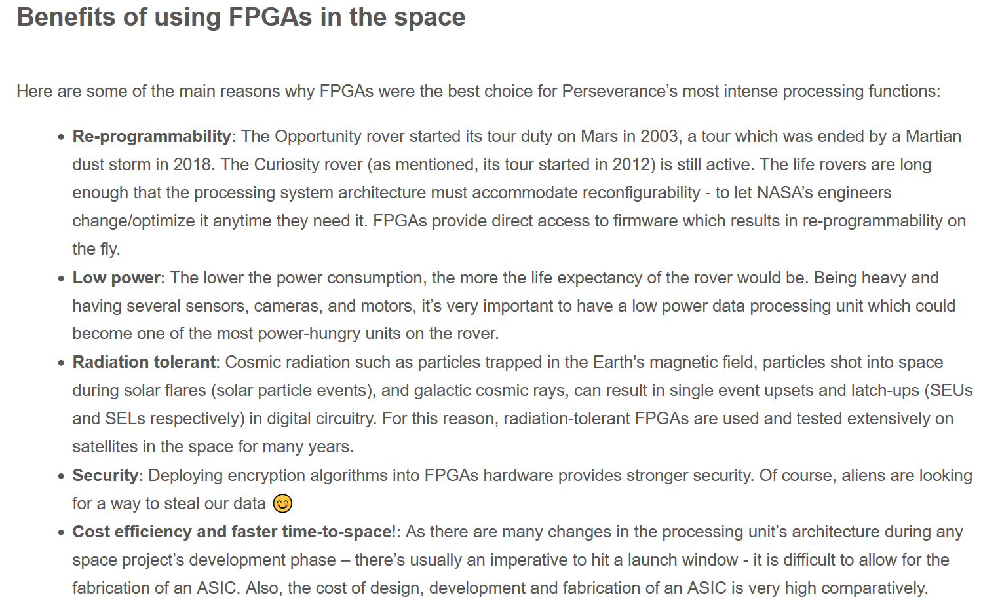 Benefits of using FPGAs in the space
Here are some of the main reasons why FPGAs were the best choice for Perseverance’s most intense processing functions:
• Re-programmability: The Opportunity rover started its tour duty on Mars in 2003, a tour which was ended by a Martian
dust storm in 2018. The Curiosity rover (as mentioned, its tour started in 2012) is still active. The life rovers are long
enough that the processing system architecture must accommodate reconfigurability - to let NASA’s engineers
change/optimize it anytime they need it. FPGAs provide direct access to firmware which results in re-programmability on
the fly.
• Low power: The lower the power consumption, the more the life expectancy of the rover would be. Being heavy and
having several sensors, cameras, and motors, it’s very important to have a low power data processing unit which could
become one of the most power-hungry units on the rover.
• Radiation tolerant: Cosmic radiation such as particles trapped in the Earth's magnetic field, particles shot into space
during solar flares (solar particle events), and galactic cosmic rays, can result in single event upsets and latch-ups (SEUs
and SELs respectively) in digital circuitry. For this reason, radiation-tolerant FPGAs are used and tested extensively on
satellites in the space for many years.
• Security: Deploying encryption algorithms into FPGAs hardware provides stronger security. Of course, aliens are looking
for a way to steal our data 😊
• Cost efficiency and faster time-to-space!: As there are many changes in the processing unit’s architecture during any
space project’s development phase – there’s usually an imperative to hit a launch window - it is difficult to allow for the
fabrication of an ASIC. Also, the cost of design, development and fabrication of an ASIC is very high comparatively.